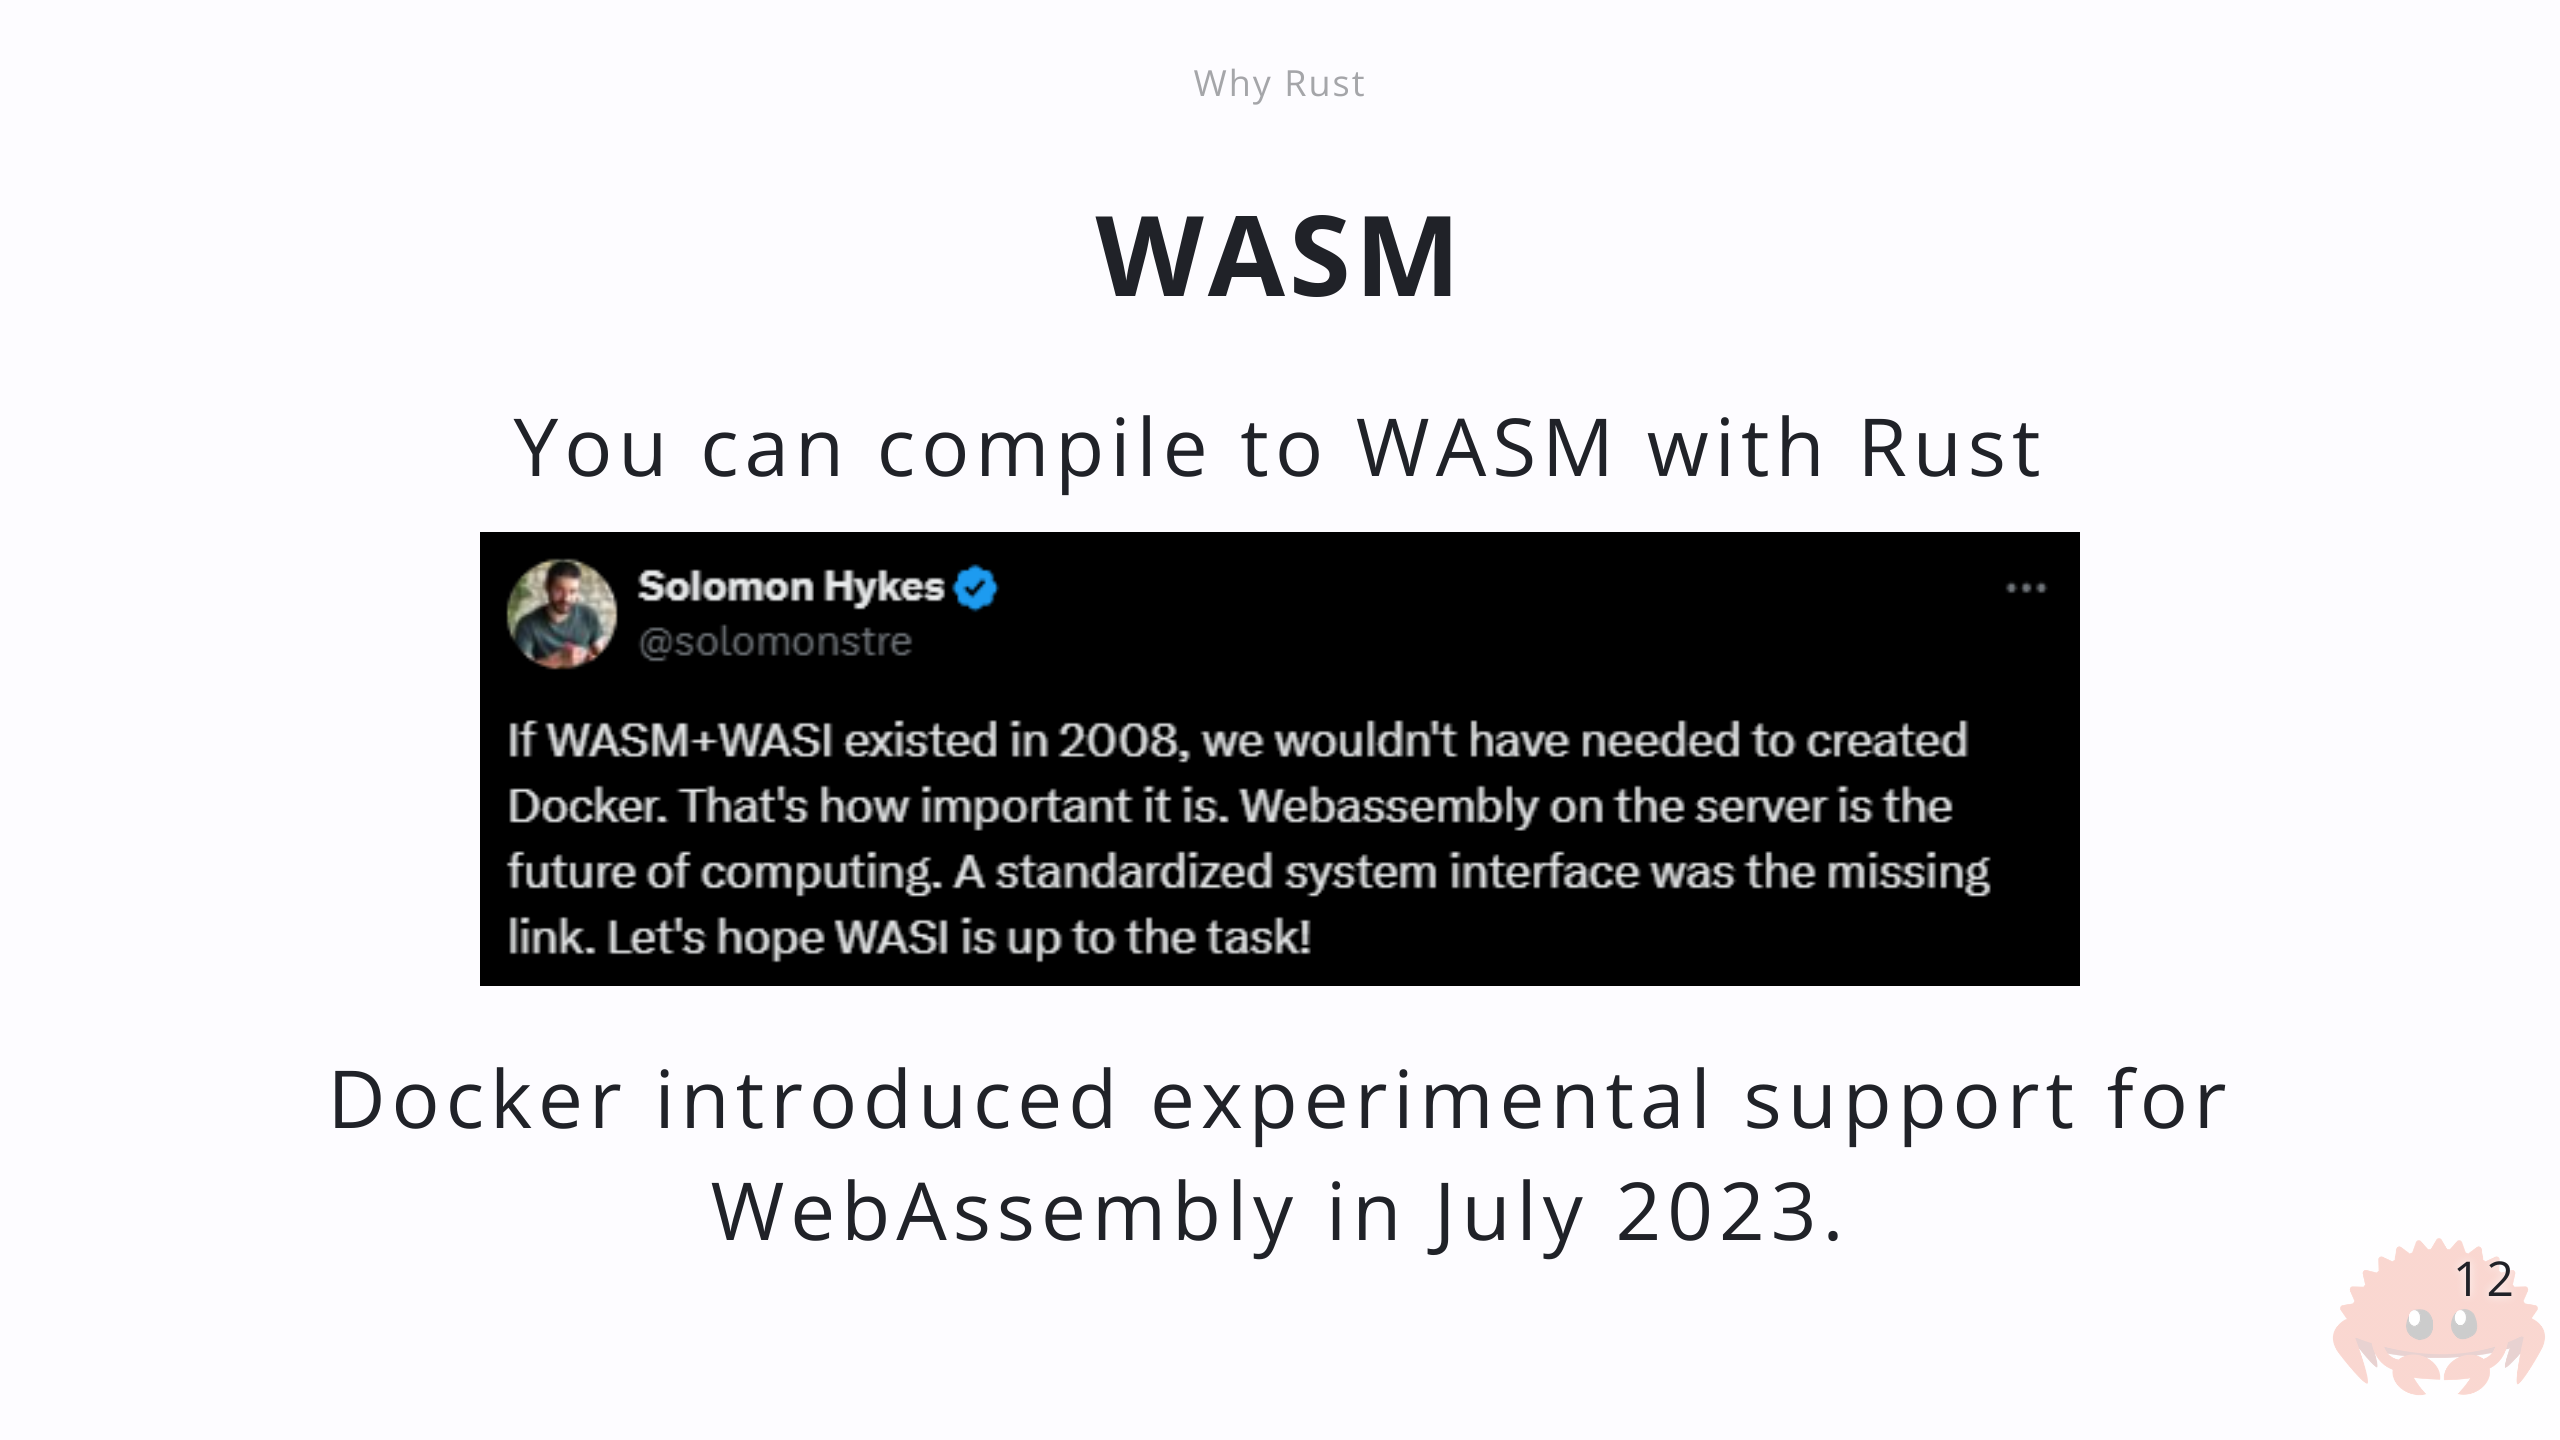 Why Rust
WASM
You can compile to WASM with Rust
Solomon Hykes
@solomonstre
If WASM+WASI existed in 2008, we wouldn't have needed to created
Docker. That's how important it is. Webassembly on the server is the
future of computing. A standardized system interface was the missing
link. Let's hope WASI is up to the task!
Docker introduced experimental support for
WebAssembly in July 2023.
12